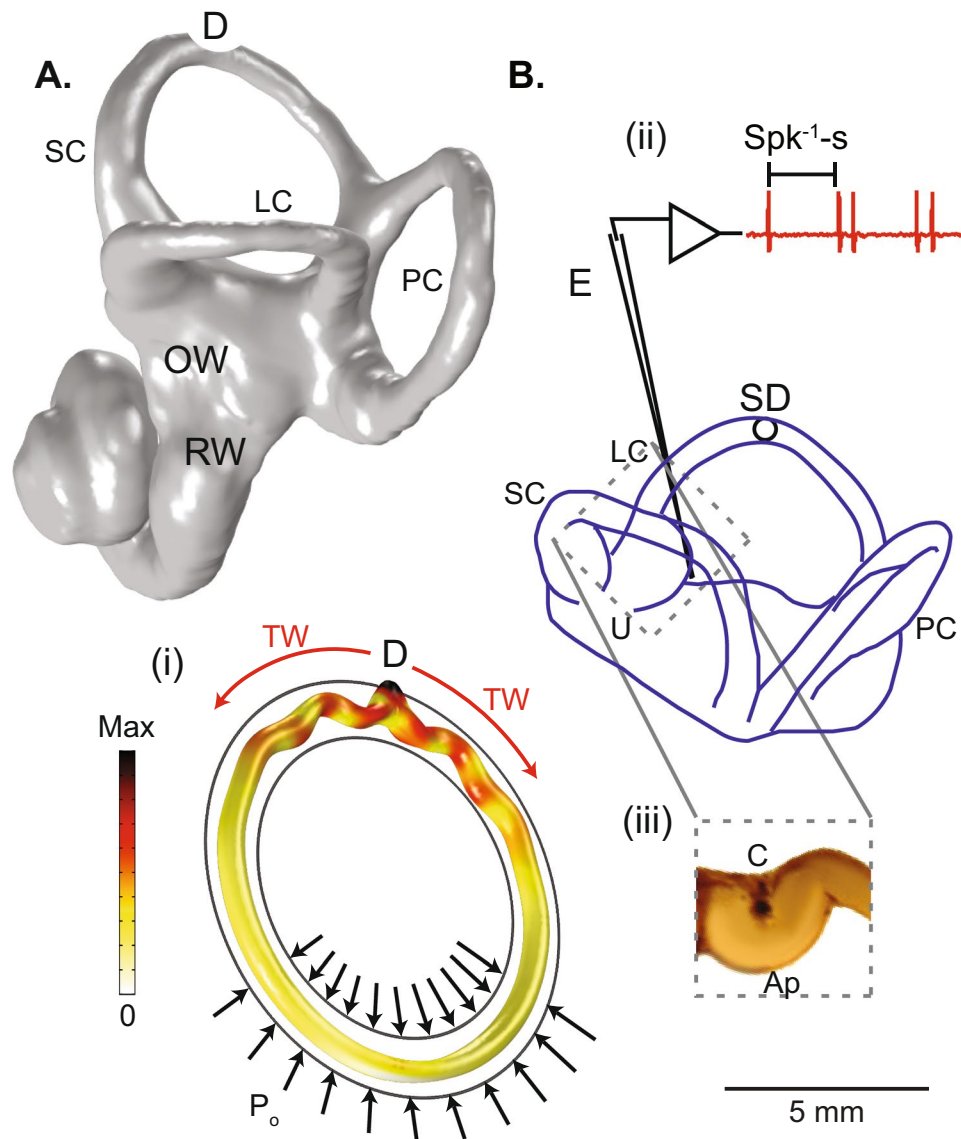 A.
D
SC
LC
PC
OW
RW
(i)
TW
D
TW
Max
0
P₀
B.
(ii)
Spk⁻¹-s
E
SD
LC
SC
U
PC
(iii)
C
Ap
5 mm